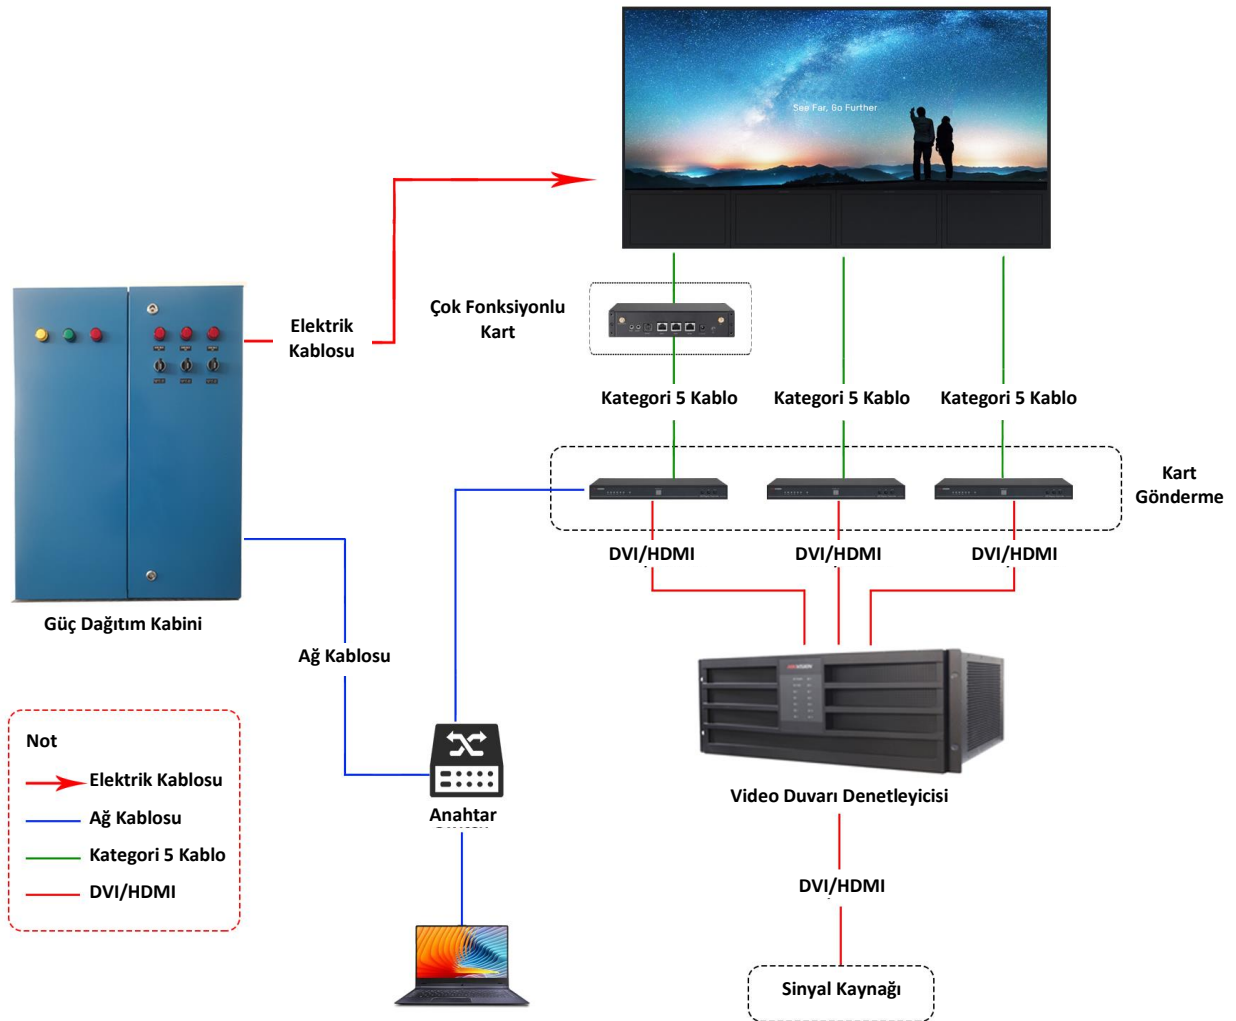 See Far, Go Further
Çok Fonksiyonlu
Kart
Elektrik
Kablosu
Kategori 5 Kablo
Kategori 5 Kablo
Kategori 5 Kablo
Kart
Gönderme
DVI/HDMI
DVI/HDMI
DVI/HDMI
Güç Dağıtım Kabini
Ağ Kablosu
HIKVISION
Not
Elektrik Kablosu
Ağ Kablosu
Kategori 5 Kablo
DVI/HDMI
Anahtar
Video Duvarı Denetleyicisi
DVI/HDMI
Sinyal Kaynağı